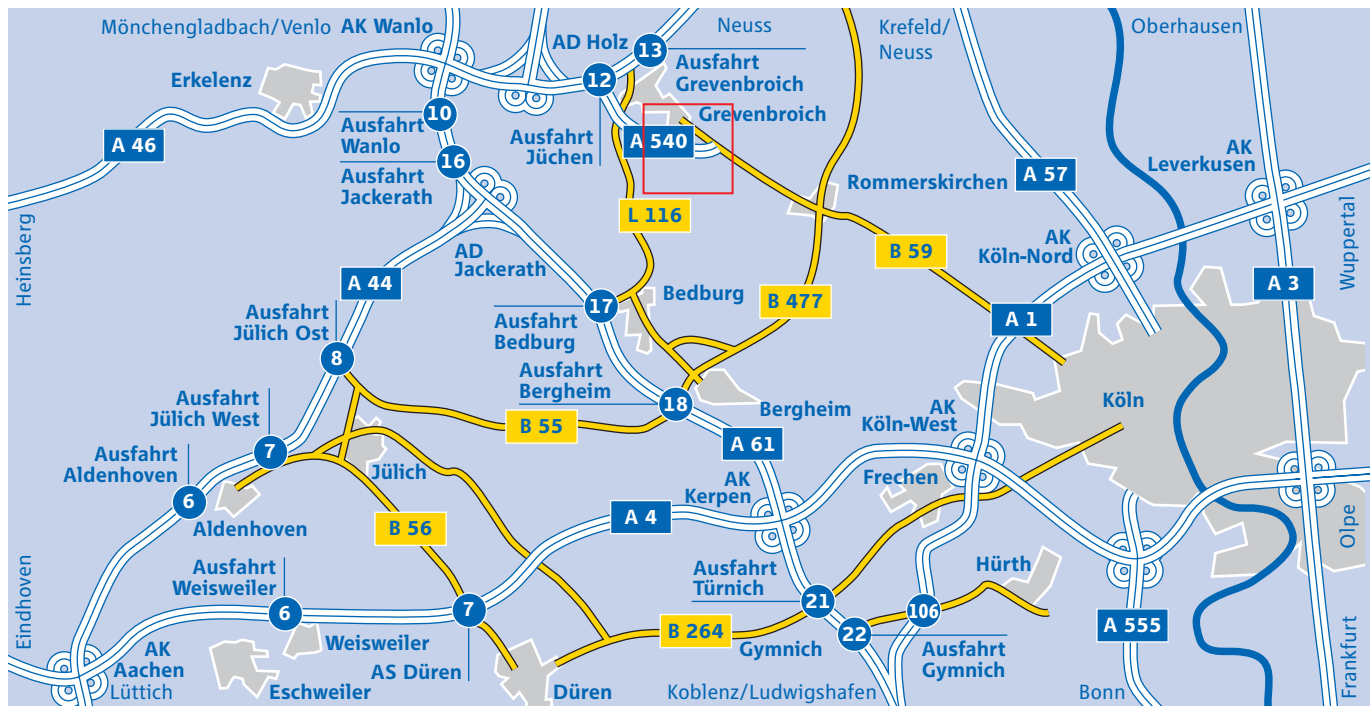 Mönchengladbach/Venlo
AK Wanlo
Neuss
Krefeld/
Neuss
Oberhausen
AD Holz
13
Ausfahrt
Grevenbroich
Erkelenz
12
Grevenbroich
10
Ausfahrt
Wanlo
Ausfahrt
Jüchen
A 540
A 46
16
Ausfahrt
Jackerath
AK
Leverkusen
Rommerskirchen
A 57
L 116
Heinsberg
AD
Jackerath
B 59
AK
Köln-Nord
Wuppertal
A 44
Bedburg
B 477
A 3
17
Ausfahrt
Bedburg
A 1
Ausfahrt
Jülich Ost
8
Ausfahrt
Bergheim
18
Bergheim
Köln
Ausfahrt
Jülich West
B 55
AK
Köln-West
A 61
7
Ausfahrt
Aldenhoven
Jülich
AK
Kerpen
Frechen
6
Aldenhoven
B 56
A 4
Olpe
Ausfahrt
Weisweiler
Ausfahrt
Türnich
Hürth
Eindhoven
6
7
21
106
Weisweiler
B 264
Gymnich
22
Ausfahrt
Gymnich
A 555
AK
Aachen
Lüttich
AS Düren
Eschweiler
Düren
Koblenz/Ludwigshafen
Bonn
Frankfurt